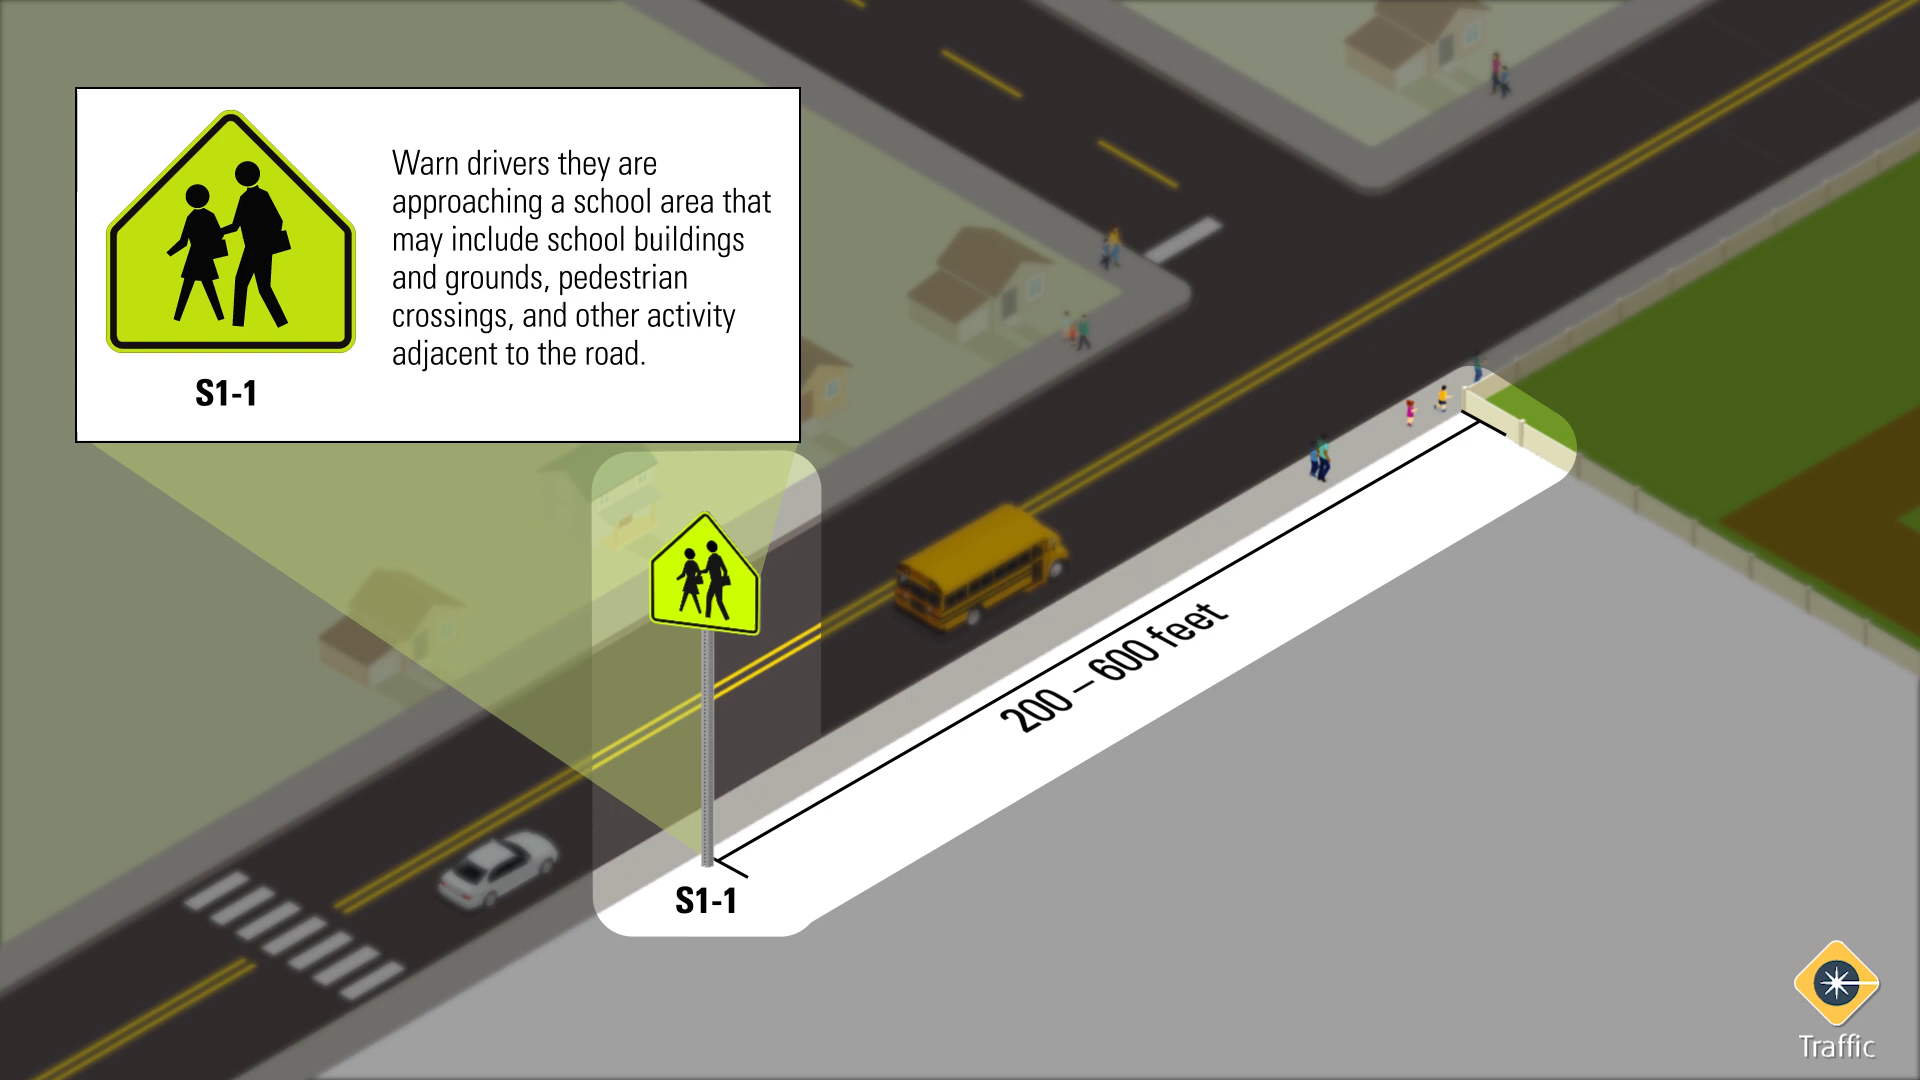 Warn drivers they are
approaching a school area that
may include school buildings
and grounds, pedestrian
crossings, and other activity
adjacent to the road.
S1-1
200 – 600 feet
S1-1
Traffic